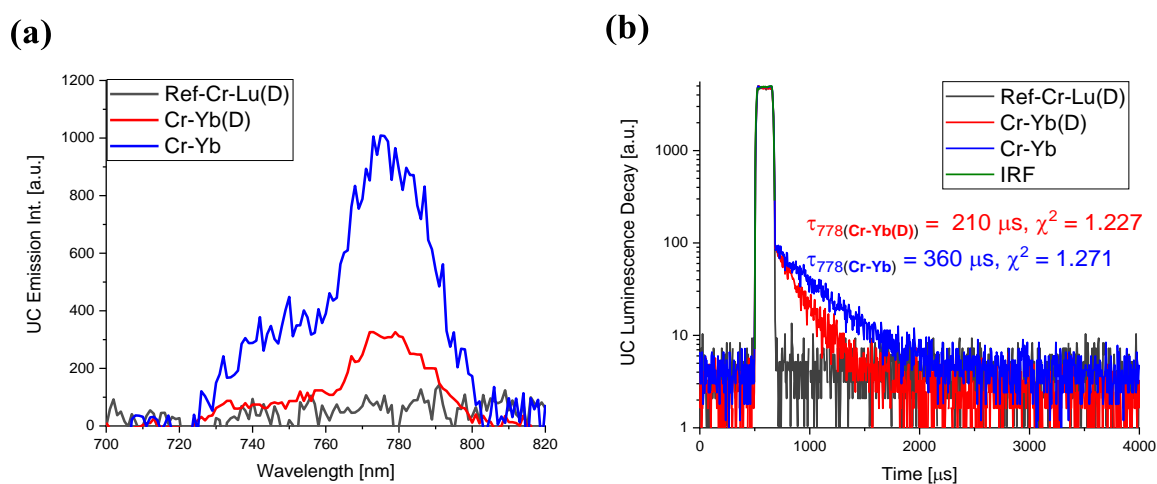 (a)
UC Emission Int. [a.u.]
1200
1000
800
600
400
200
0
700
720
740
760
780
800
820
Wavelength [nm]
Ref-Cr-Lu(D)
Cr-Yb(D)
Cr-Yb
(b)
UC Luminescence Decay [a.u.]
1000
100
10
1
0
1000
2000
3000
4000
Time [μs]
Ref-Cr-Lu(D)
Cr-Yb(D)
Cr-Yb
IRF
τ778(Cr-Yb(D)) = 210 μs, χ² = 1.227
τ778(Cr-Yb) = 360 μs, χ² = 1.271